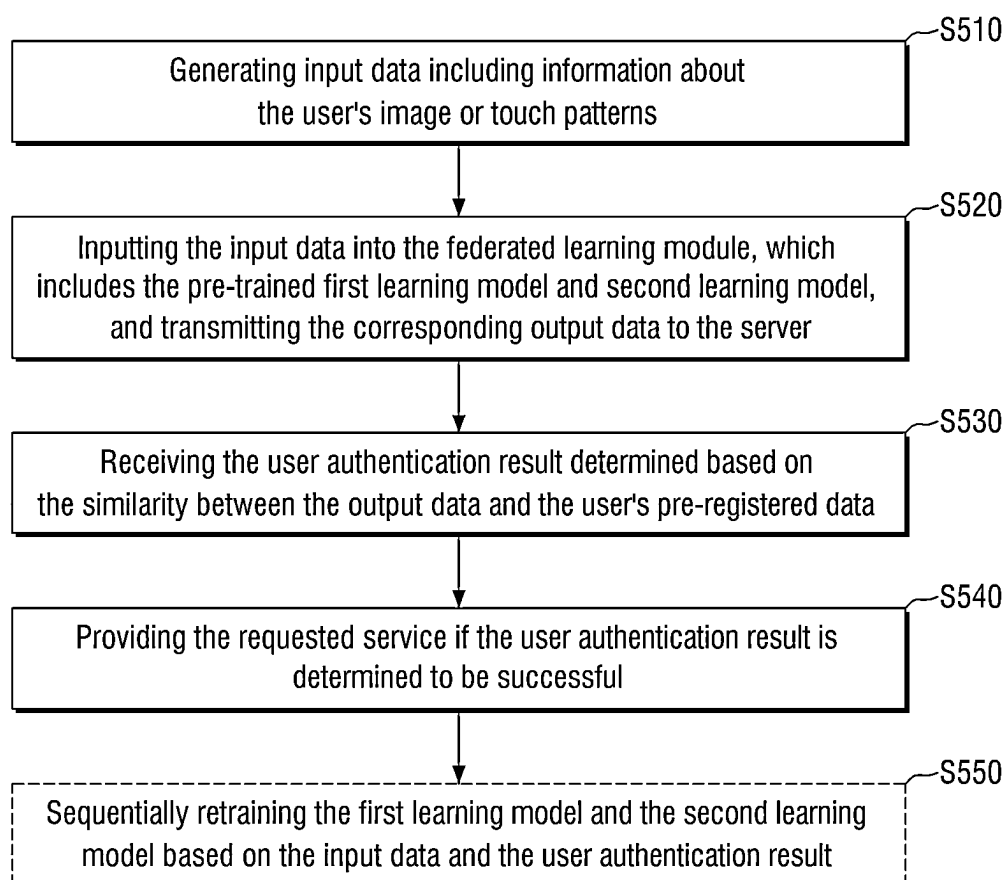 S510
Generating input data including information about
the user's image or touch patterns
S520
Inputting the input data into the federated learning module, which
includes the pre-trained first learning model and second learning model,
and transmitting the corresponding output data to the server
S530
Receiving the user authentication result determined based on
the similarity between the output data and the user's pre-registered data
S540
Providing the requested service if the user authentication result is
determined to be successful
S550
Sequentially retraining the first learning model and the second learning
model based on the input data and the user authentication result